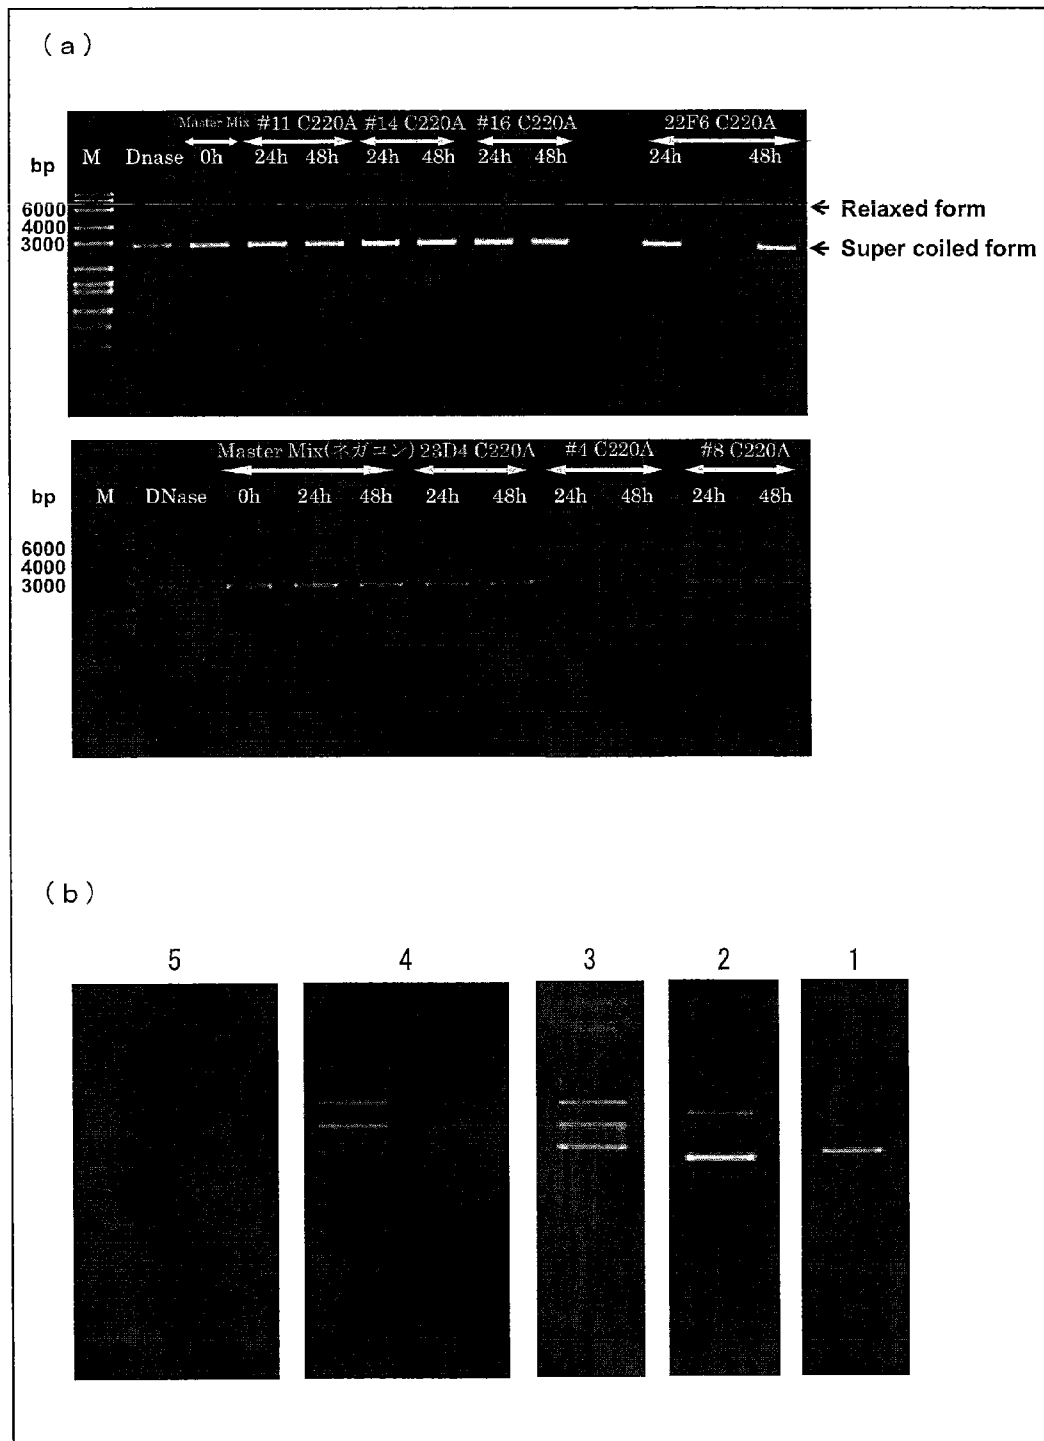 (a)
Master Mix #11 C220A #14 C220A #16 C220A 22F6 C220A
bp M Dnase 0h 24h 48h 24h 48h 24h 48h 24h 48h
6000 ← Relaxed form
4000
3000 ← Super coiled form
Master Mix(ネガコン) 23D4 C220A #4 C220A #8 C220A
bp M DNase 0h 24h 48h 24h 48h 24h 48h 24h 48h
6000
4000
3000
(b)
5 4 3 2 1